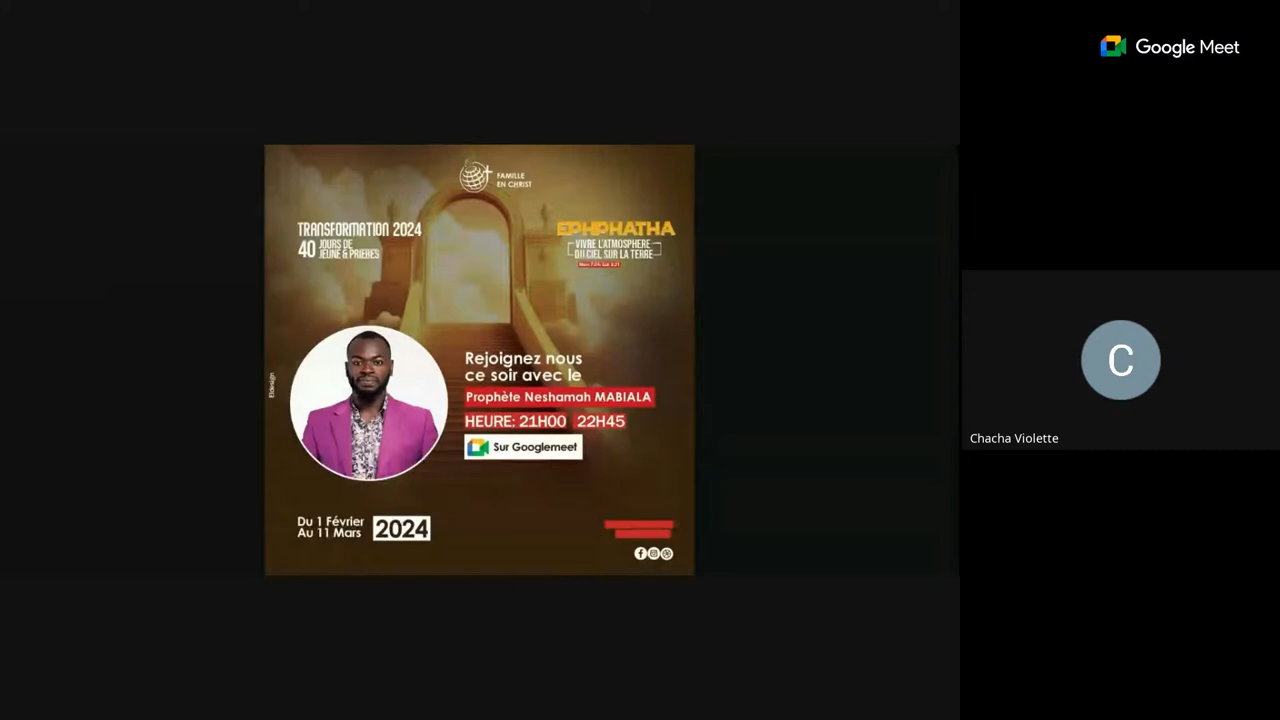 Google Meet
FAMILLE
EN CHRIST
TRANSFORMATION 2024
40 JOURS DE
JEÛNE & PRIÈRES
EPHPHATHA
VIVRE L'ATMOSPHERE
DU CIEL SUR LA TERRE
Eldesign
Rejoignez nous
ce soir avec le
Prophète Neshamah MABIALA
HEURE: 21H00 22H45
Sur Googlemeet
Du 1 Février
Au 11 Mars 2024
C
Chacha Violette